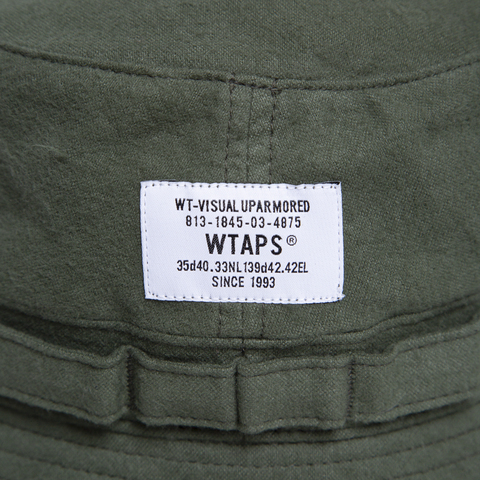 WT-VISUAL UPARMORED
813-1845-03-4875
WTAPS®
35d40.33NL139d42.42EL
SINCE 1993